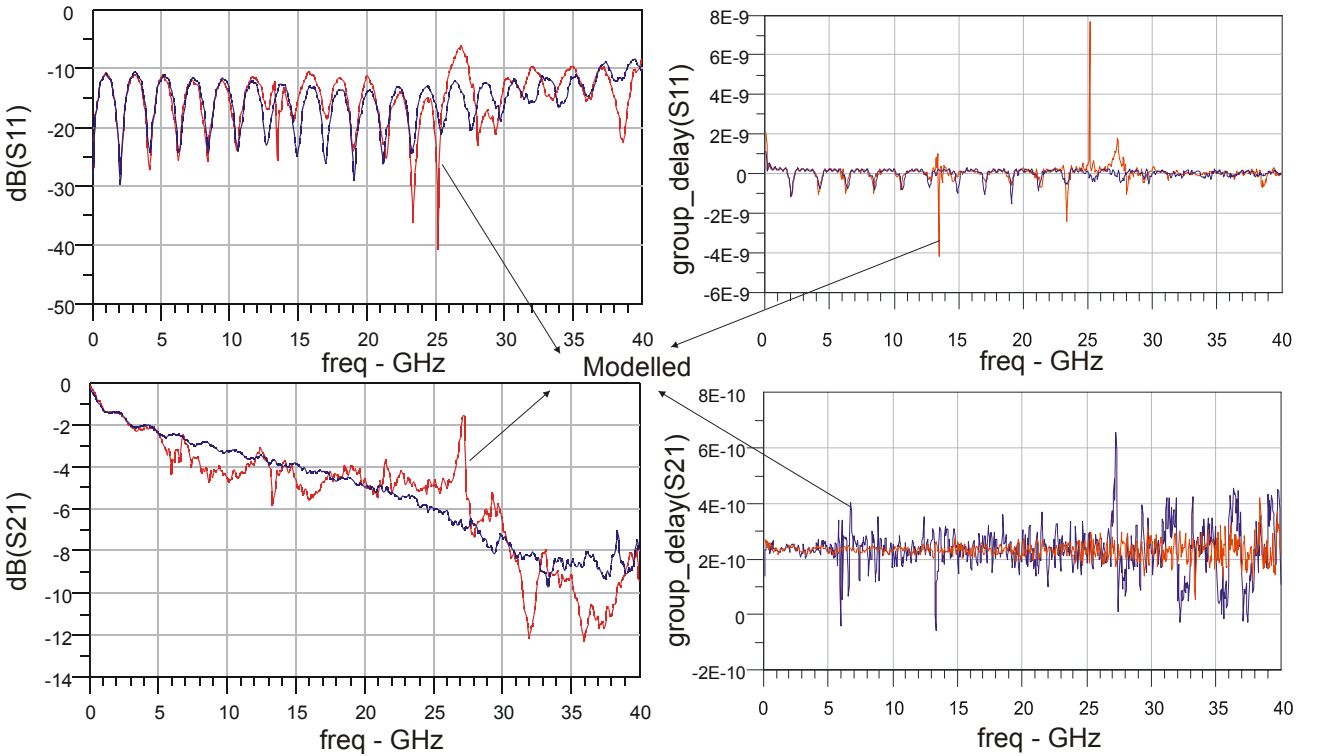 dB(S11)
0
-10
-20
-30
-40
-50
0 5 10 15 20 25 30 35 40
freq - GHz
group_delay(S11)
8E-9
6E-9
4E-9
2E-9
0
-2E-9
-4E-9
-6E-9
0 5 10 15 20 25 30 35 40
freq - GHz
Modelled
dB(S21)
0
-2
-4
-6
-8
-10
-12
-14
0 5 10 15 20 25 30 35 40
freq - GHz
group_delay(S21)
8E-10
6E-10
4E-10
2E-10
0
-2E-10
0 5 10 15 20 25 30 35 40
freq - GHz